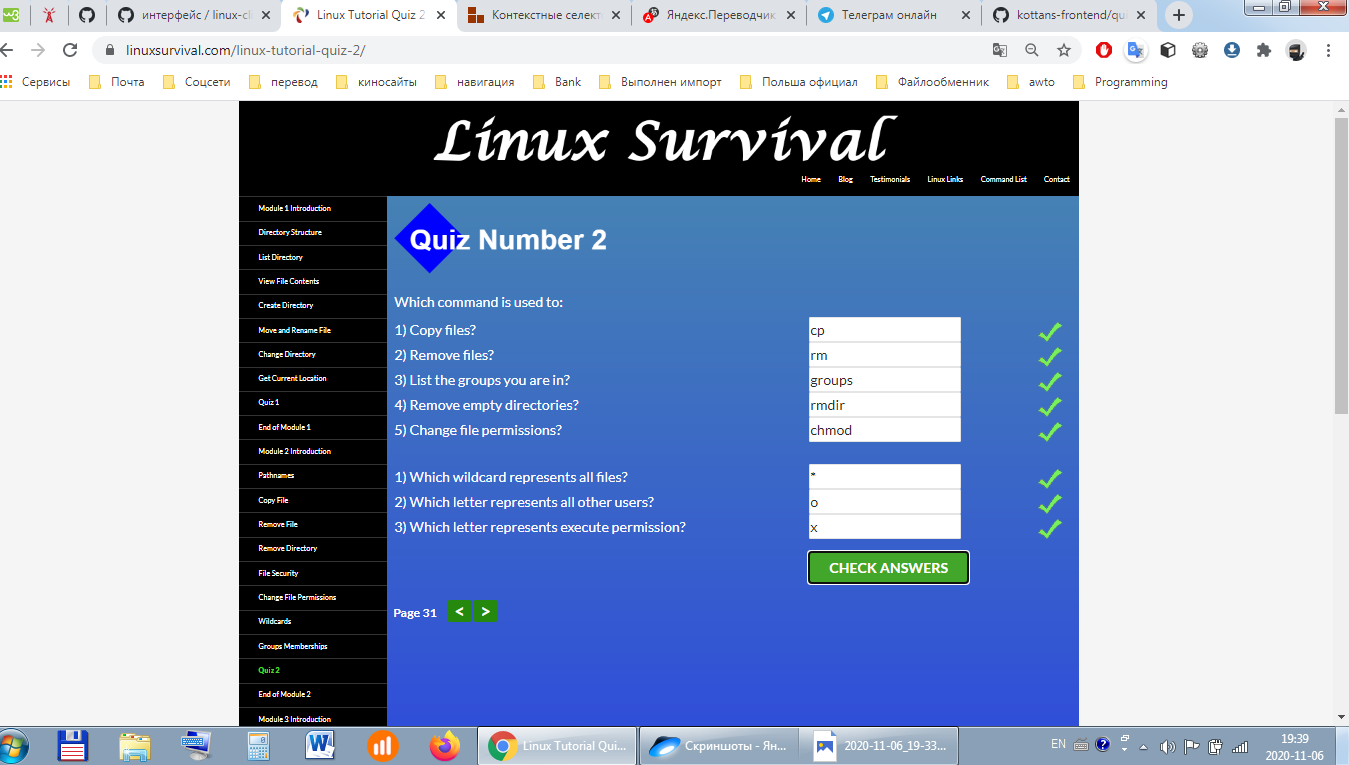 интерфейс / linux-cli
Linux Tutorial Quiz 2
Контекстные селект
Яндекс.Переводчик
Телеграм онлайн
kottans-frontend/qu
linuxsurvival.com/linux-tutorial-quiz-2/
Сервисы Почта Соцсети перевод киносайты навигация Bank Выполнен импорт Польша официал Файлообменник awto Programming
Linux Survival
Home Blog Testimonials Linux Links Command List Contact
Module 1 Introduction
Directory Structure
List Directory
View File Contents
Create Directory
Move and Rename File
Change Directory
Get Current Location
Quiz 1
End of Module 1
Module 2 Introduction
Pathnames
Copy File
Remove File
Remove Directory
File Security
Change File Permissions
Wildcards
Groups Memberships
Quiz 2
End of Module 2
Module 3 Introduction
Quiz Number 2
Which command is used to:
1) Copy files? cp
2) Remove files? rm
3) List the groups you are in? groups
4) Remove empty directories? rmdir
5) Change file permissions? chmod
1) Which wildcard represents all files? *
2) Which letter represents all other users? o
3) Which letter represents execute permission? x
CHECK ANSWERS
Page 31 < >
Linux Tutorial Qui...
Скриншоты - Ян...
2020-11-06_19-33...
EN
19:39
2020-11-06